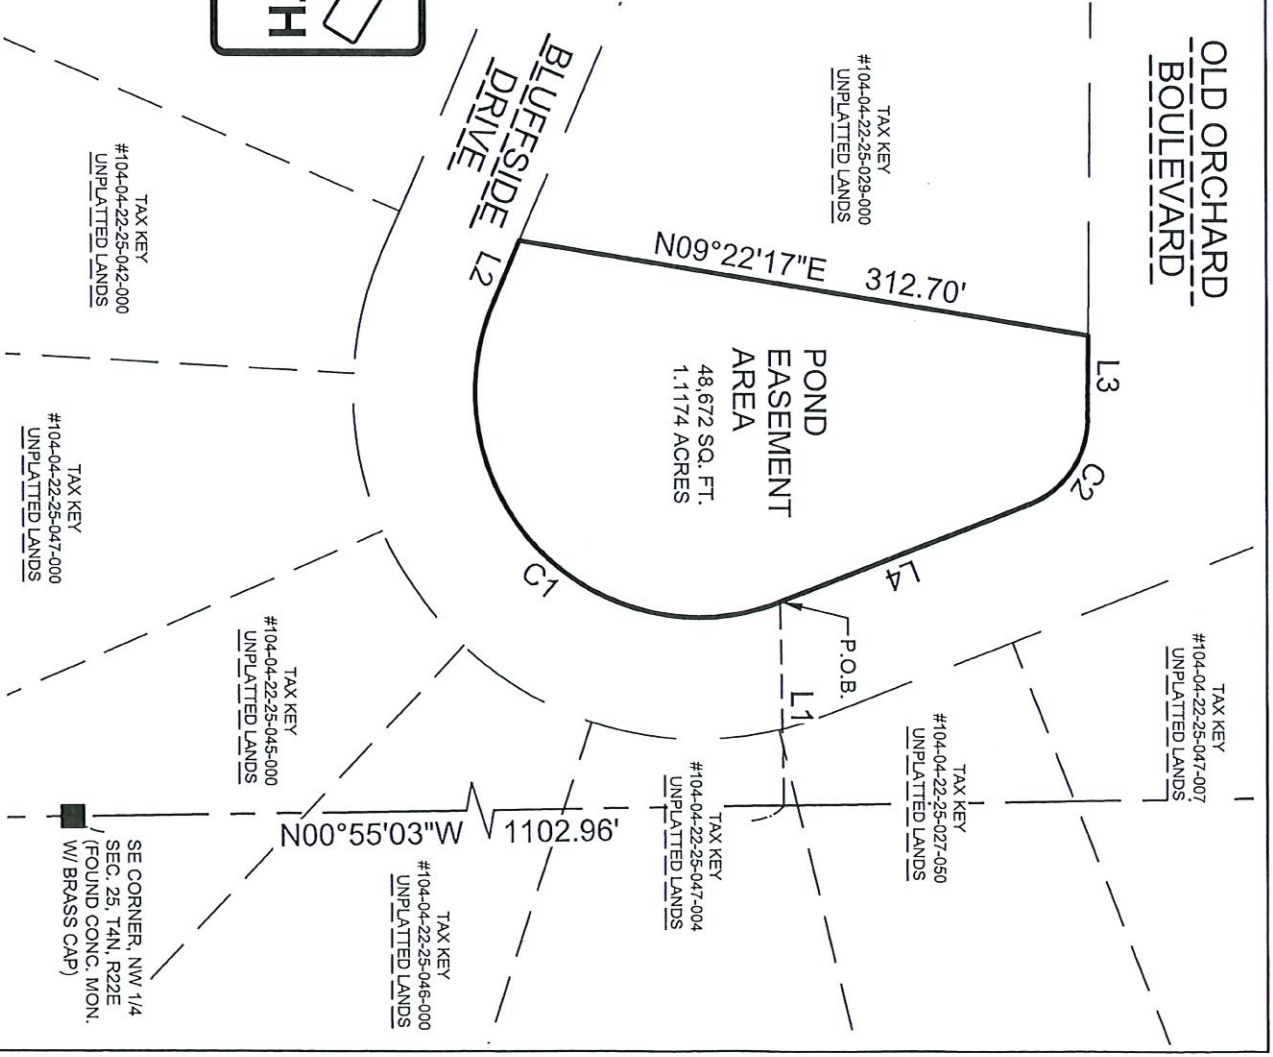 TH
OLD ORCHARD
BOULEVARD
BLUFFSIDE
DRIVE
TAX KEY
#104-04-22-25-029-000
UNPLATTED LANDS
L2
N09°22'17"E 312.70'
L3
C2
POND
EASEMENT
AREA
48,672 SQ. FT.
1.1174 ACRES
C1
L4
P.O.B.
L1
TAX KEY
#104-04-22-25-042-000
UNPLATTED LANDS
TAX KEY
#104-04-22-25-047-000
UNPLATTED LANDS
TAX KEY
#104-04-22-25-045-000
UNPLATTED LANDS
TAX KEY
#104-04-22-25-047-007
UNPLATTED LANDS
TAX KEY
#104-04-22-25-027-050
UNPLATTED LANDS
TAX KEY
#104-04-22-25-047-004
UNPLATTED LANDS
N00°55'03"W 1102.96'
TAX KEY
#104-04-22-25-046-000
UNPLATTED LANDS
SE CORNER, NW 1/4
SEC. 25, T4N, R22E
(FOUND CONC. MON.
W/ BRASS CAP)